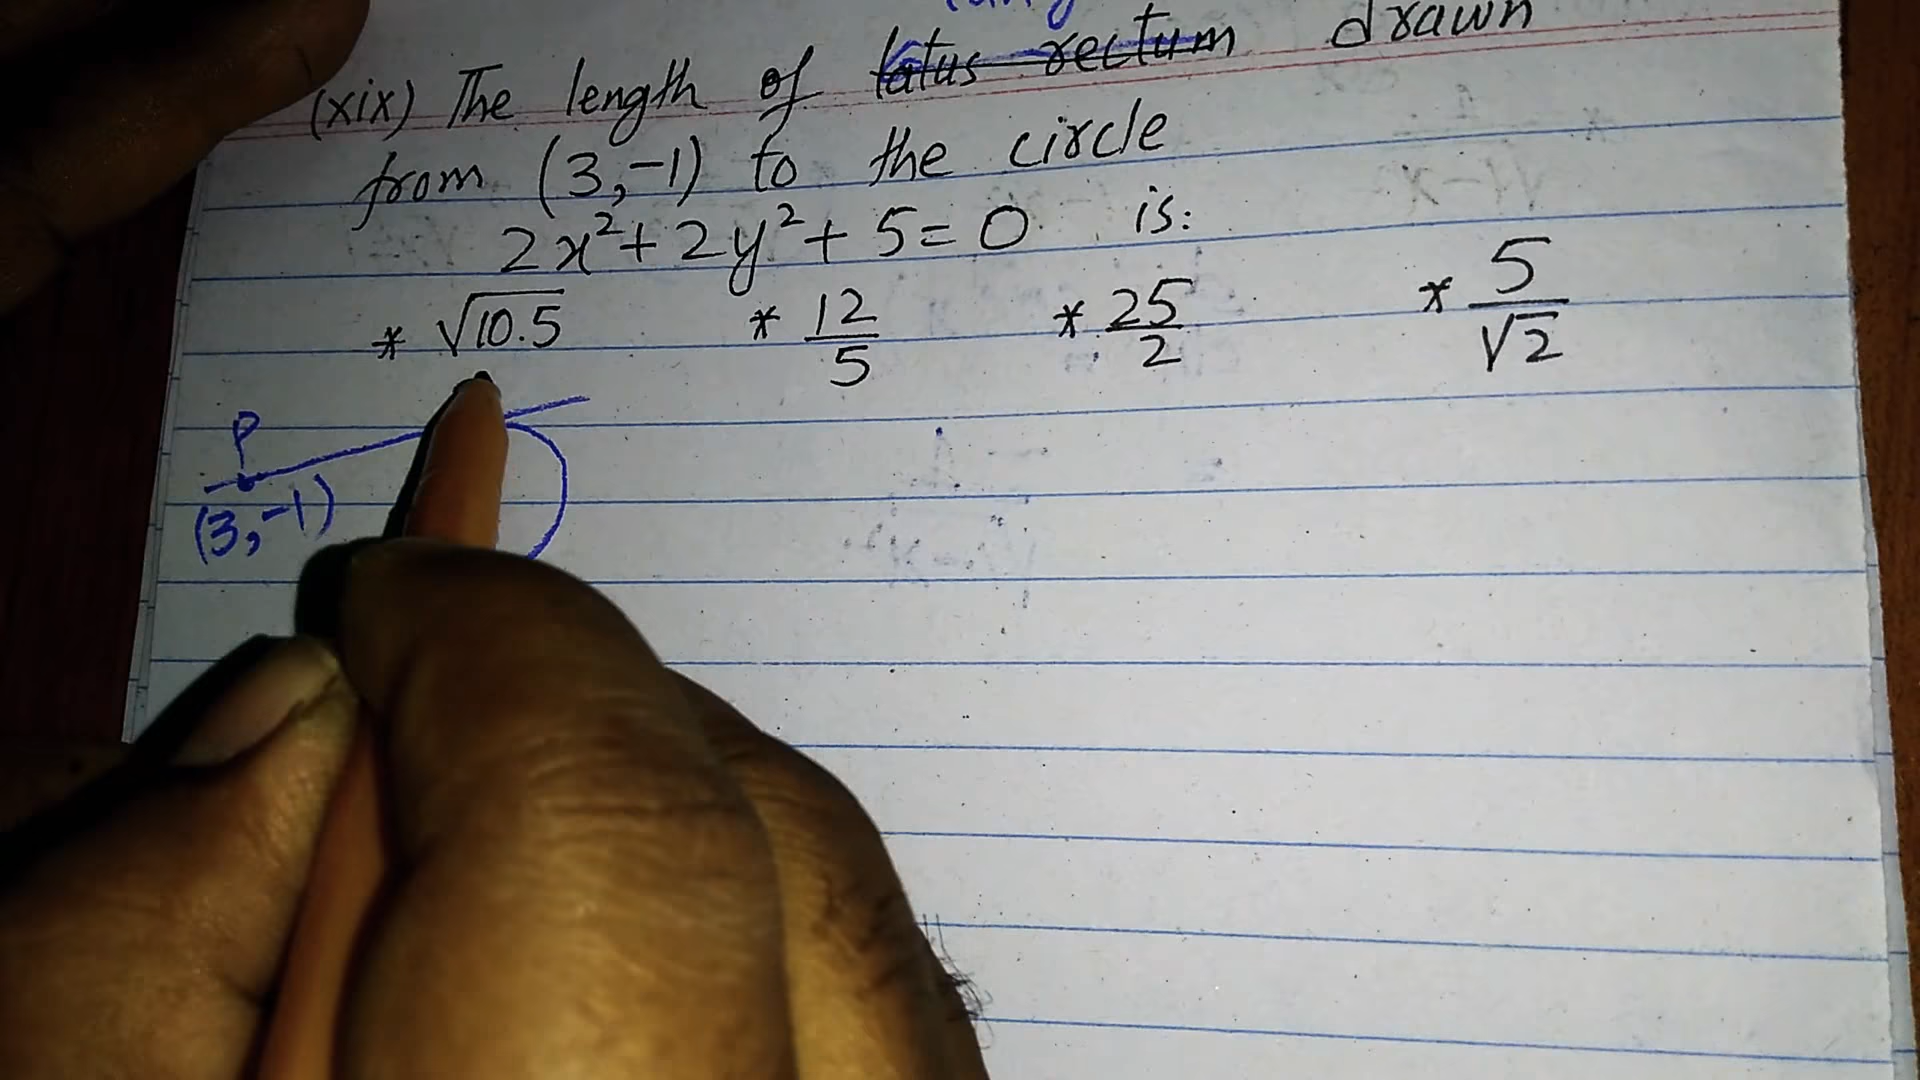 (xix) The length of latus rectum drawn
from (3,-1) to the circle
2x²+2y²+5=0 is:
* √10.5 * 12/5 * 25/2 * 5/√2
P
(3,-1)